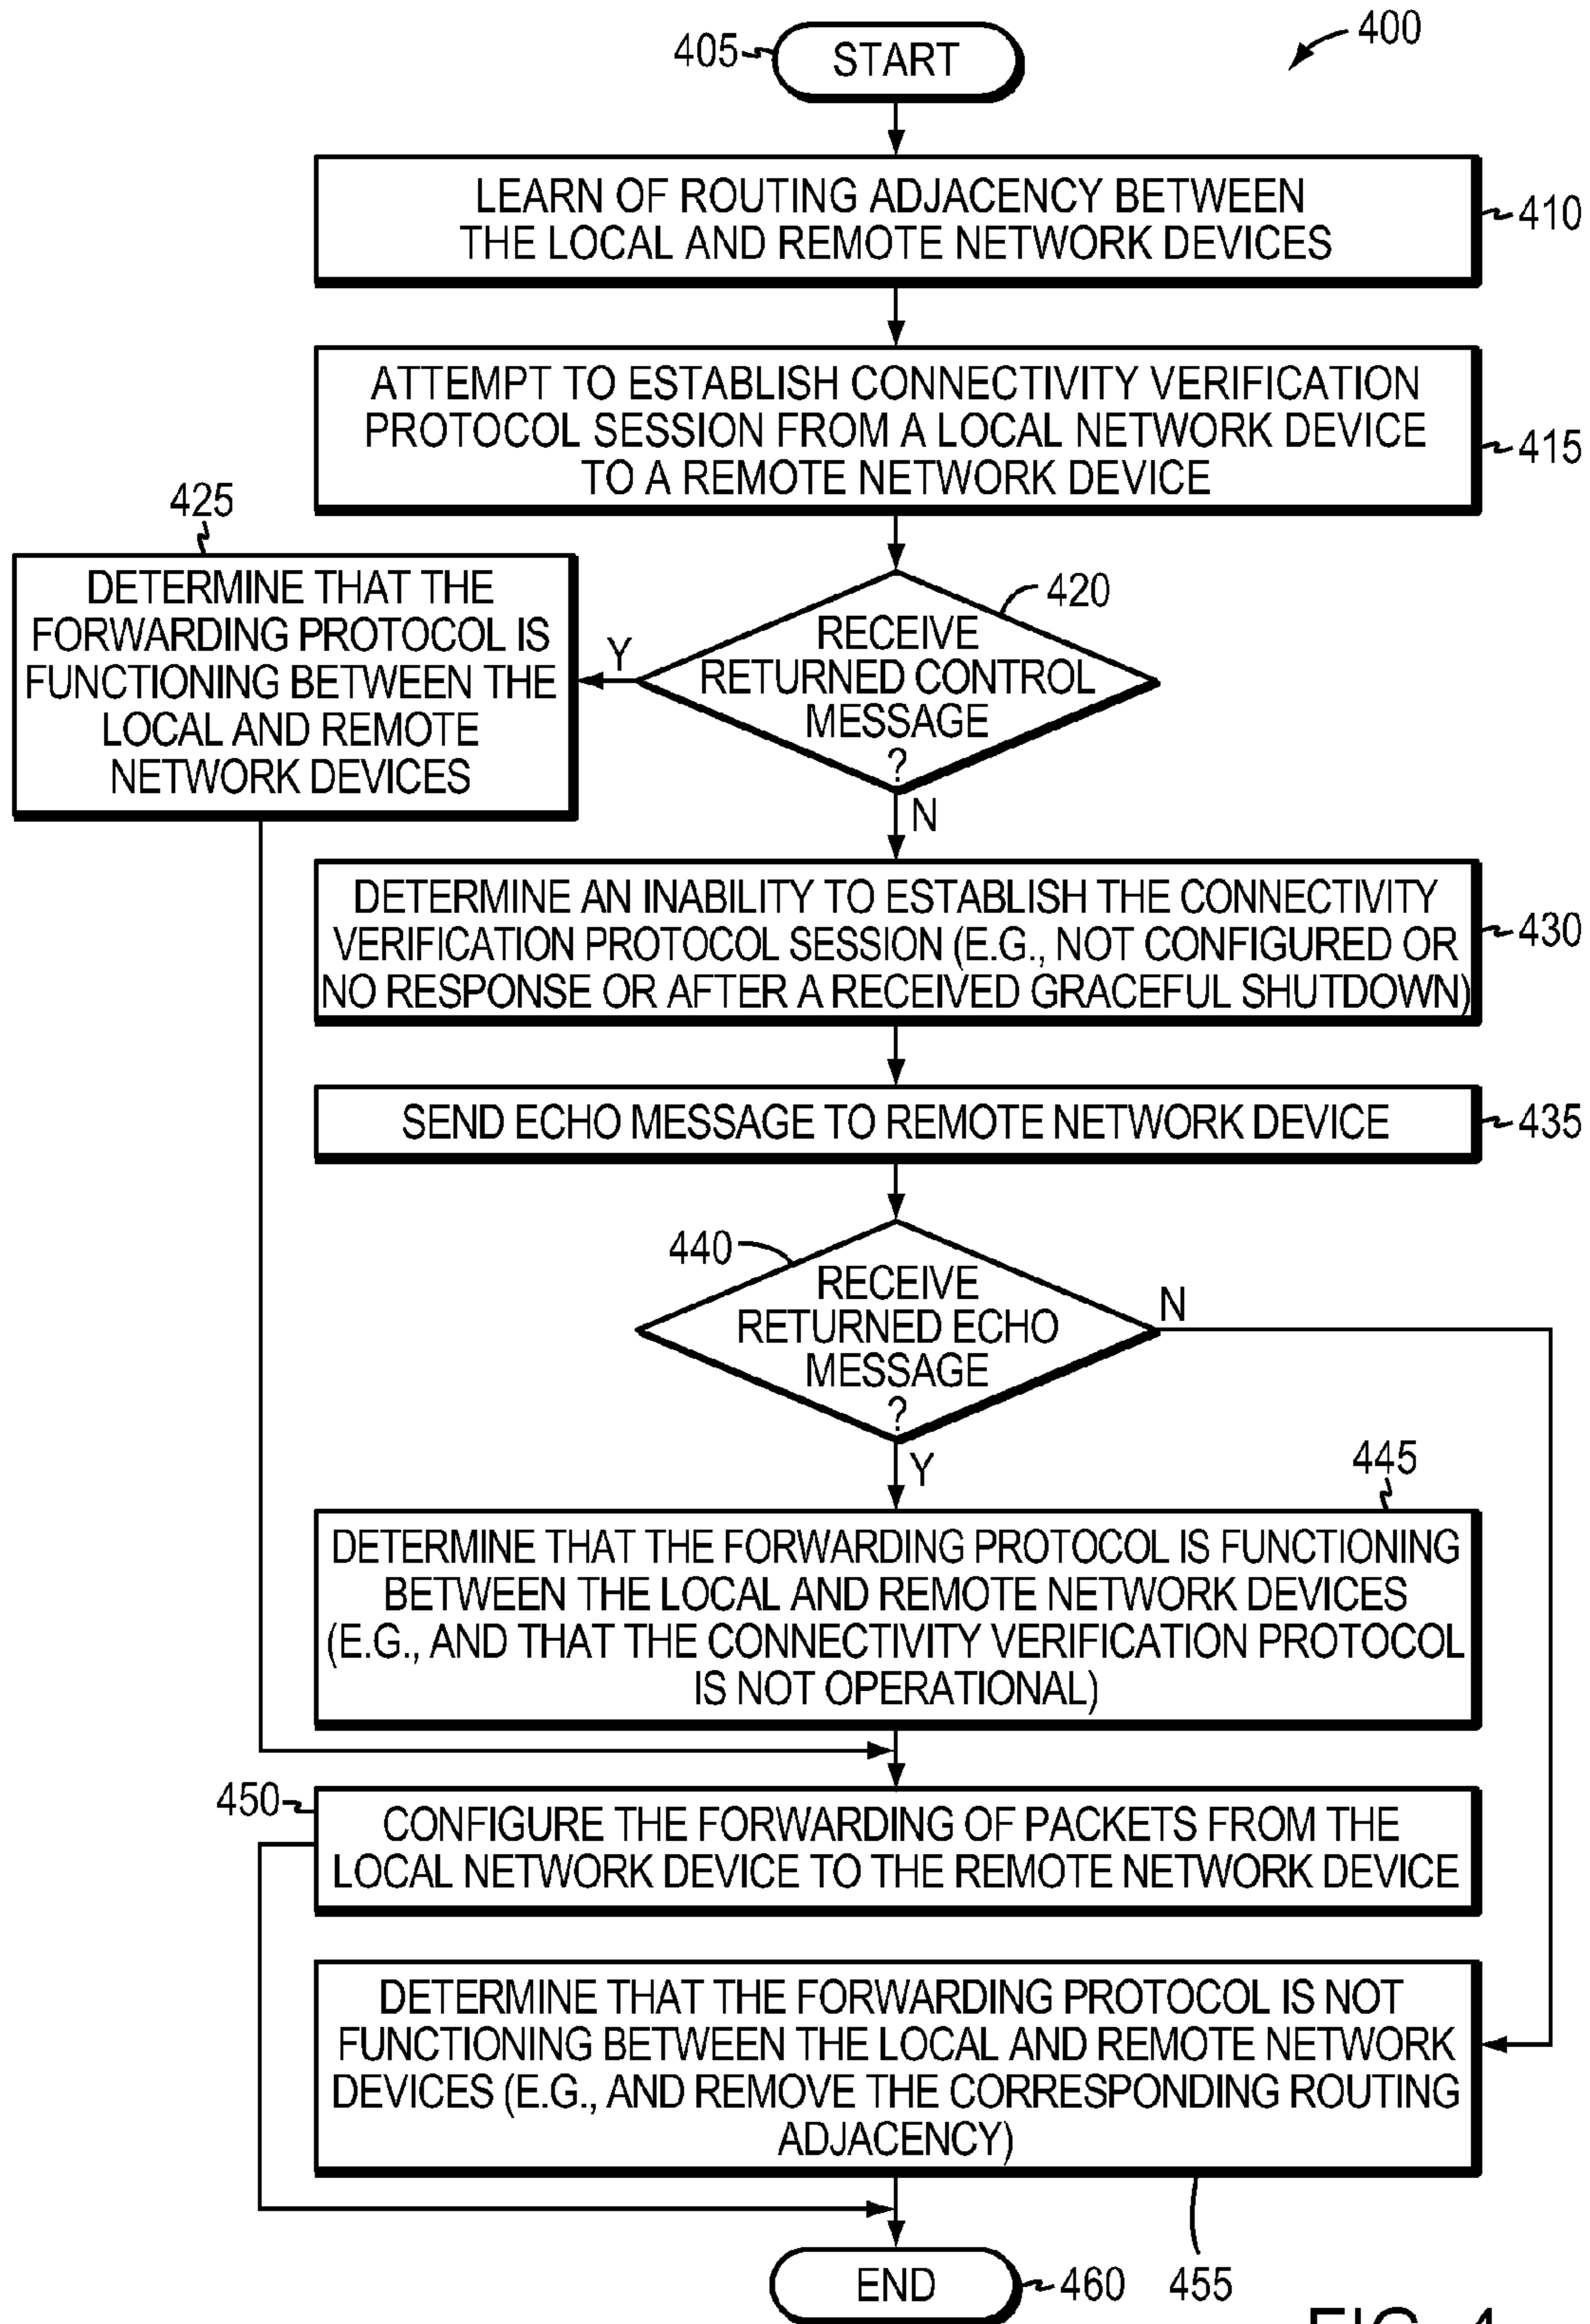 400
405
START
LEARN OF ROUTING ADJACENCY BETWEEN
THE LOCAL AND REMOTE NETWORK DEVICES
410
ATTEMPT TO ESTABLISH CONNECTIVITY VERIFICATION
PROTOCOL SESSION FROM A LOCAL NETWORK DEVICE
TO A REMOTE NETWORK DEVICE
415
425
DETERMINE THAT THE
FORWARDING PROTOCOL IS
FUNCTIONING BETWEEN THE
LOCAL AND REMOTE
NETWORK DEVICES
Y
420
RECEIVE
RETURNED CONTROL
MESSAGE
?
N
DETERMINE AN INABILITY TO ESTABLISH THE CONNECTIVITY
VERIFICATION PROTOCOL SESSION (E.G., NOT CONFIGURED OR
NO RESPONSE OR AFTER A RECEIVED GRACEFUL SHUTDOWN)
430
SEND ECHO MESSAGE TO REMOTE NETWORK DEVICE
435
440
RECEIVE
RETURNED ECHO
MESSAGE
?
N
Y
445
DETERMINE THAT THE FORWARDING PROTOCOL IS FUNCTIONING
BETWEEN THE LOCAL AND REMOTE NETWORK DEVICES
(E.G., AND THAT THE CONNECTIVITY VERIFICATION PROTOCOL
IS NOT OPERATIONAL)
450
CONFIGURE THE FORWARDING OF PACKETS FROM THE
LOCAL NETWORK DEVICE TO THE REMOTE NETWORK DEVICE
DETERMINE THAT THE FORWARDING PROTOCOL IS NOT
FUNCTIONING BETWEEN THE LOCAL AND REMOTE NETWORK
DEVICES (E.G., AND REMOVE THE CORRESPONDING ROUTING
ADJACENCY)
END
460
455
FIG. 4